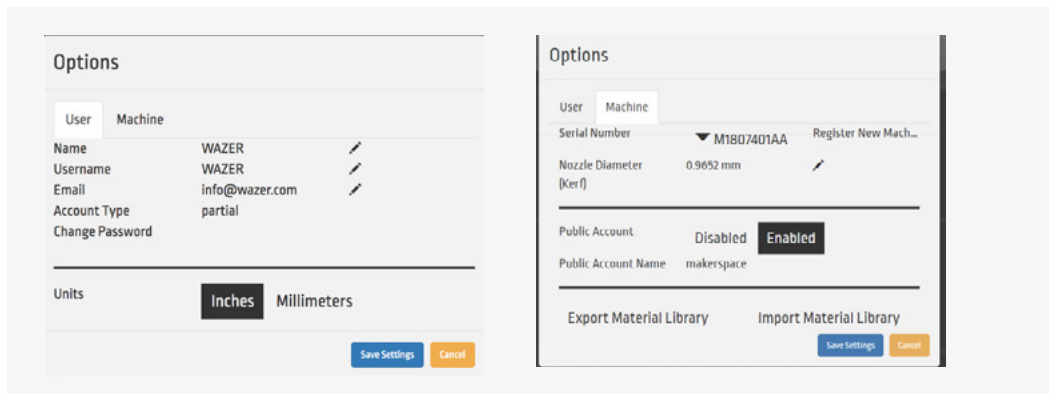 Options
User Machine
Name WAZER
Username WAZER
Email info@wazer.com
Account Type partial
Change Password
Units Inches Millimeters
Save Settings Cancel
Options
User Machine
Serial Number M1807401AA Register New Mach...
Nozzle Diameter 0.9652 mm
(Kerf)
Public Account Disabled Enabled
Public Account Name makerspace
Export Material Library Import Material Library
Save Settings Cancel